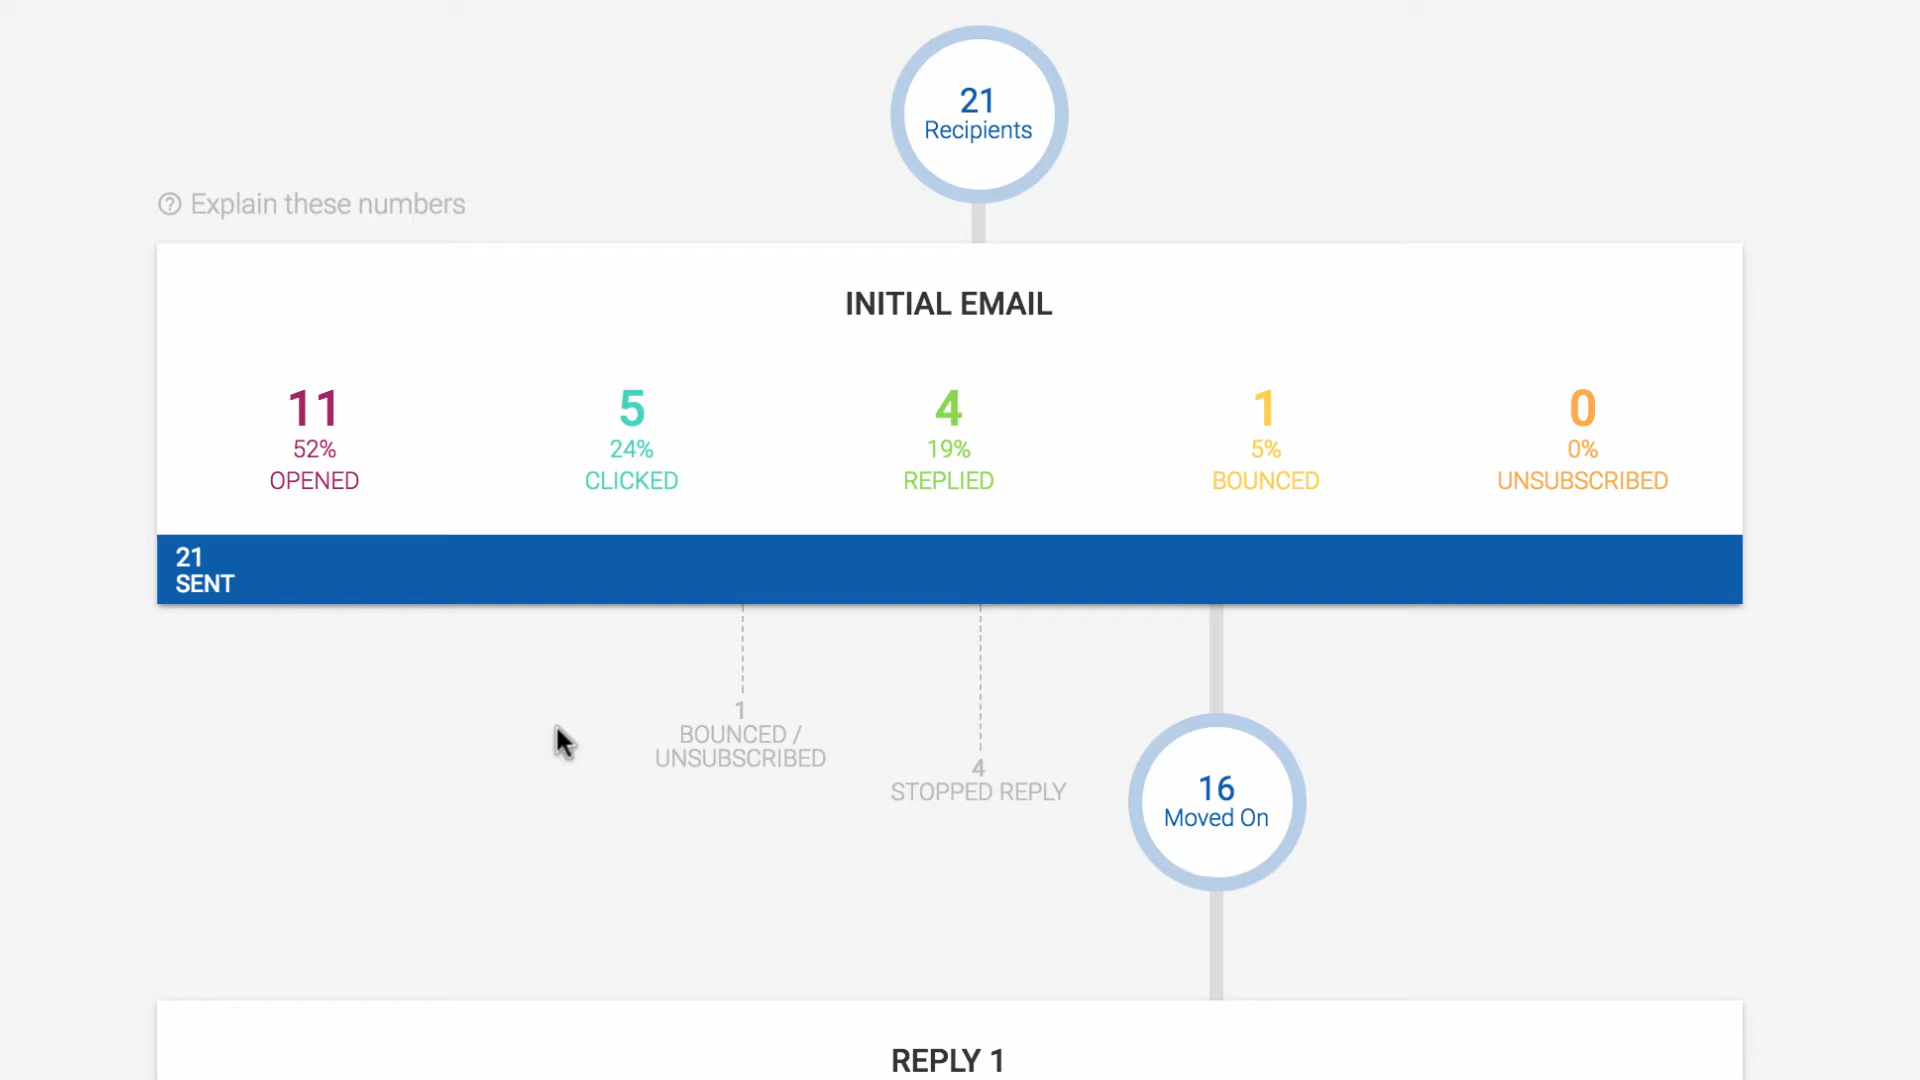 21
Recipients
Explain these numbers
INITIAL EMAIL
11
52%
OPENED
5
24%
CLICKED
4
19%
REPLIED
1
5%
BOUNCED
0
0%
UNSUBSCRIBED
21
SENT
1
BOUNCED /
UNSUBSCRIBED
4
STOPPED REPLY
16
Moved On
REPLY 1